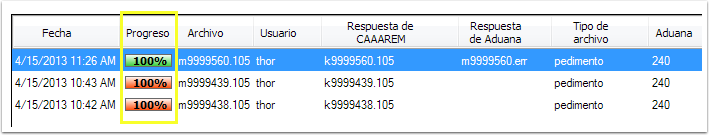 Fecha Progreso Archivo Usuario Respuesta de CAAAREM Respuesta de Aduana Tipo de archivo Aduana
4/15/2013 11:26 AM 100% m9999560.105 thor k9999560.105 m9999560.err pedimento 240
4/15/2013 10:43 AM 100% m9999439.105 thor k9999439.105 pedimento 240
4/15/2013 10:42 AM 100% m9999438.105 thor k9999438.105 pedimento 240